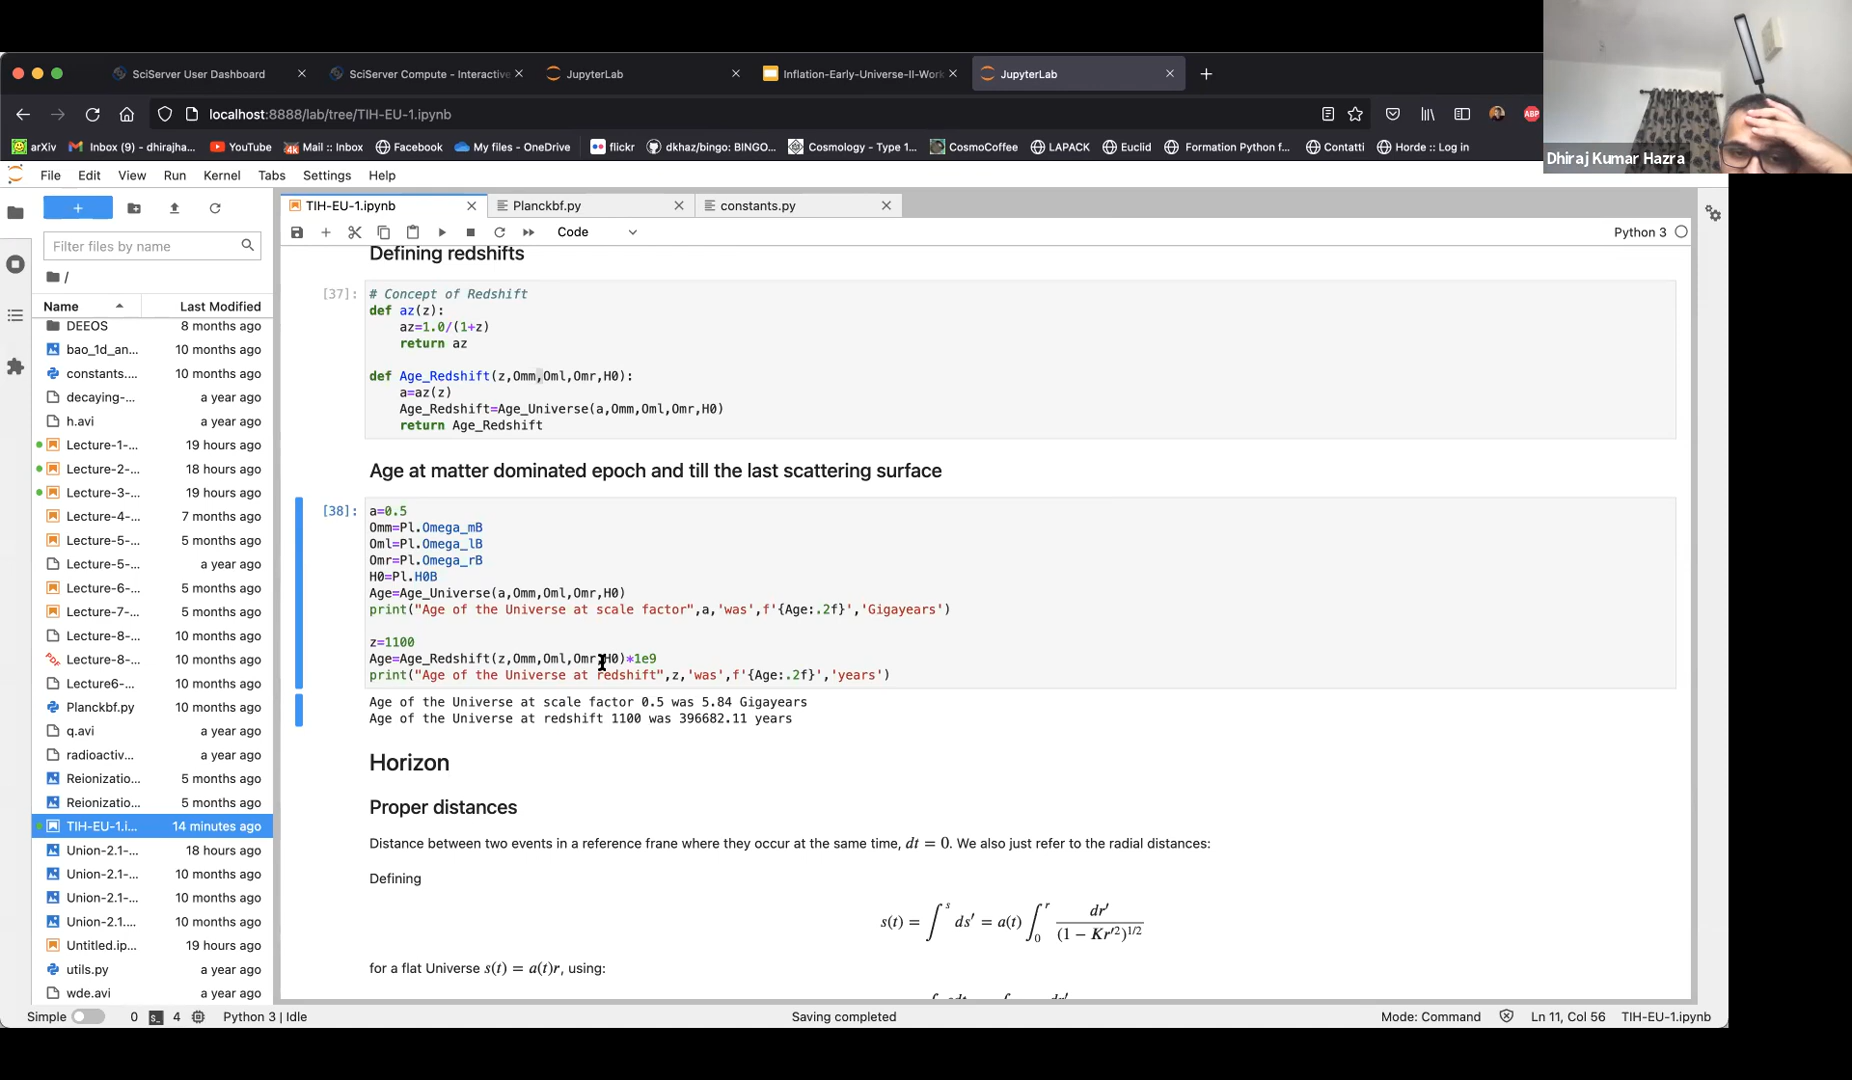 SciServer User Dashboard
SciServer Compute - Interactive
JupyterLab
Inflation-Early-Universe-II-Work
JupyterLab
localhost:8888/lab/tree/TIH-EU-1.ipynb
ABP
arXiv
Inbox (9) - dhirajha...
YouTube
Mail :: Inbox
Facebook
My files - OneDrive
flickr
dkhaz/bingo: BINGO...
Cosmology - Type 1...
CosmoCoffee
LAPACK
Euclid
Formation Python f...
Contatti
Horde :: Log in
Dhiraj Kumar Hazra
File Edit View Run Kernel Tabs Settings Help
TIH-EU-1.ipynb
Planckbf.py
constants.py
Code
Python 3
Filter files by name
/
Name Last Modified
DEEOS 8 months ago
bao_1d_an... 10 months ago
constants.... 10 months ago
decaying-... a year ago
h.avi a year ago
Lecture-1-... 19 hours ago
Lecture-2-... 18 hours ago
Lecture-3-... 19 hours ago
Lecture-4-... 7 months ago
Lecture-5-... 10 months ago
Lecture-5-... a year ago
Lecture-6-... 5 months ago
Lecture-7-... 5 months ago
Lecture-8-... 10 months ago
Lecture-8-... 10 months ago
Lecture6-... 10 months ago
Planckbf.py 10 months ago
q.avi a year ago
radioactiv... a year ago
Reionizatio... 5 months ago
Reionizatio... 5 months ago
TIH-EU-1.i... 14 minutes ago
Union-2.1-... 18 hours ago
Union-2.1-... 10 months ago
Union-2.1-... 10 months ago
Union-2.1.... 10 months ago
Untitled.ip... 19 hours ago
utils.py a year ago
wde.avi a year ago
Defining redshifts
[37]: # Concept of Redshift
def az(z):
az=1.0/(1+z)
return az
def Age_Redshift(z,Omm,Oml,Omr,H0):
a=az(z)
Age_Redshift=Age_Universe(a,Omm,Oml,Omr,H0)
return Age_Redshift
Age at matter dominated epoch and till the last scattering surface
[38]: a=0.5
Omm=Pl.Omega_mB
Oml=Pl.Omega_lB
Omr=Pl.Omega_rB
H0=Pl.H0B
Age=Age_Universe(a,Omm,Oml,Omr,H0)
print("Age of the Universe at scale factor",a,'was',f'{Age:.2f}','Gigayears')
z=1100
Age=Age_Redshift(z,Omm,Oml,Omr,H0)*1e9
print("Age of the Universe at redshift",z,'was',f'{Age:.2f}','years')
Age of the Universe at scale factor 0.5 was 5.84 Gigayears
Age of the Universe at redshift 1100 was 396682.11 years
Horizon
Proper distances
Distance between two events in a reference frane where they occur at the same time, dt = 0. We also just refer to the radial distances:
Defining
s(t) = ∫^s ds′ = a(t) ∫_0^r dr′/(1 − Kr′²)^{1/2}
for a flat Universe s(t) = a(t)r, using:
Simple 0 4 Python 3 | Idle Saving completed Mode: Command Ln 11, Col 56 TIH-EU-1.ipynb